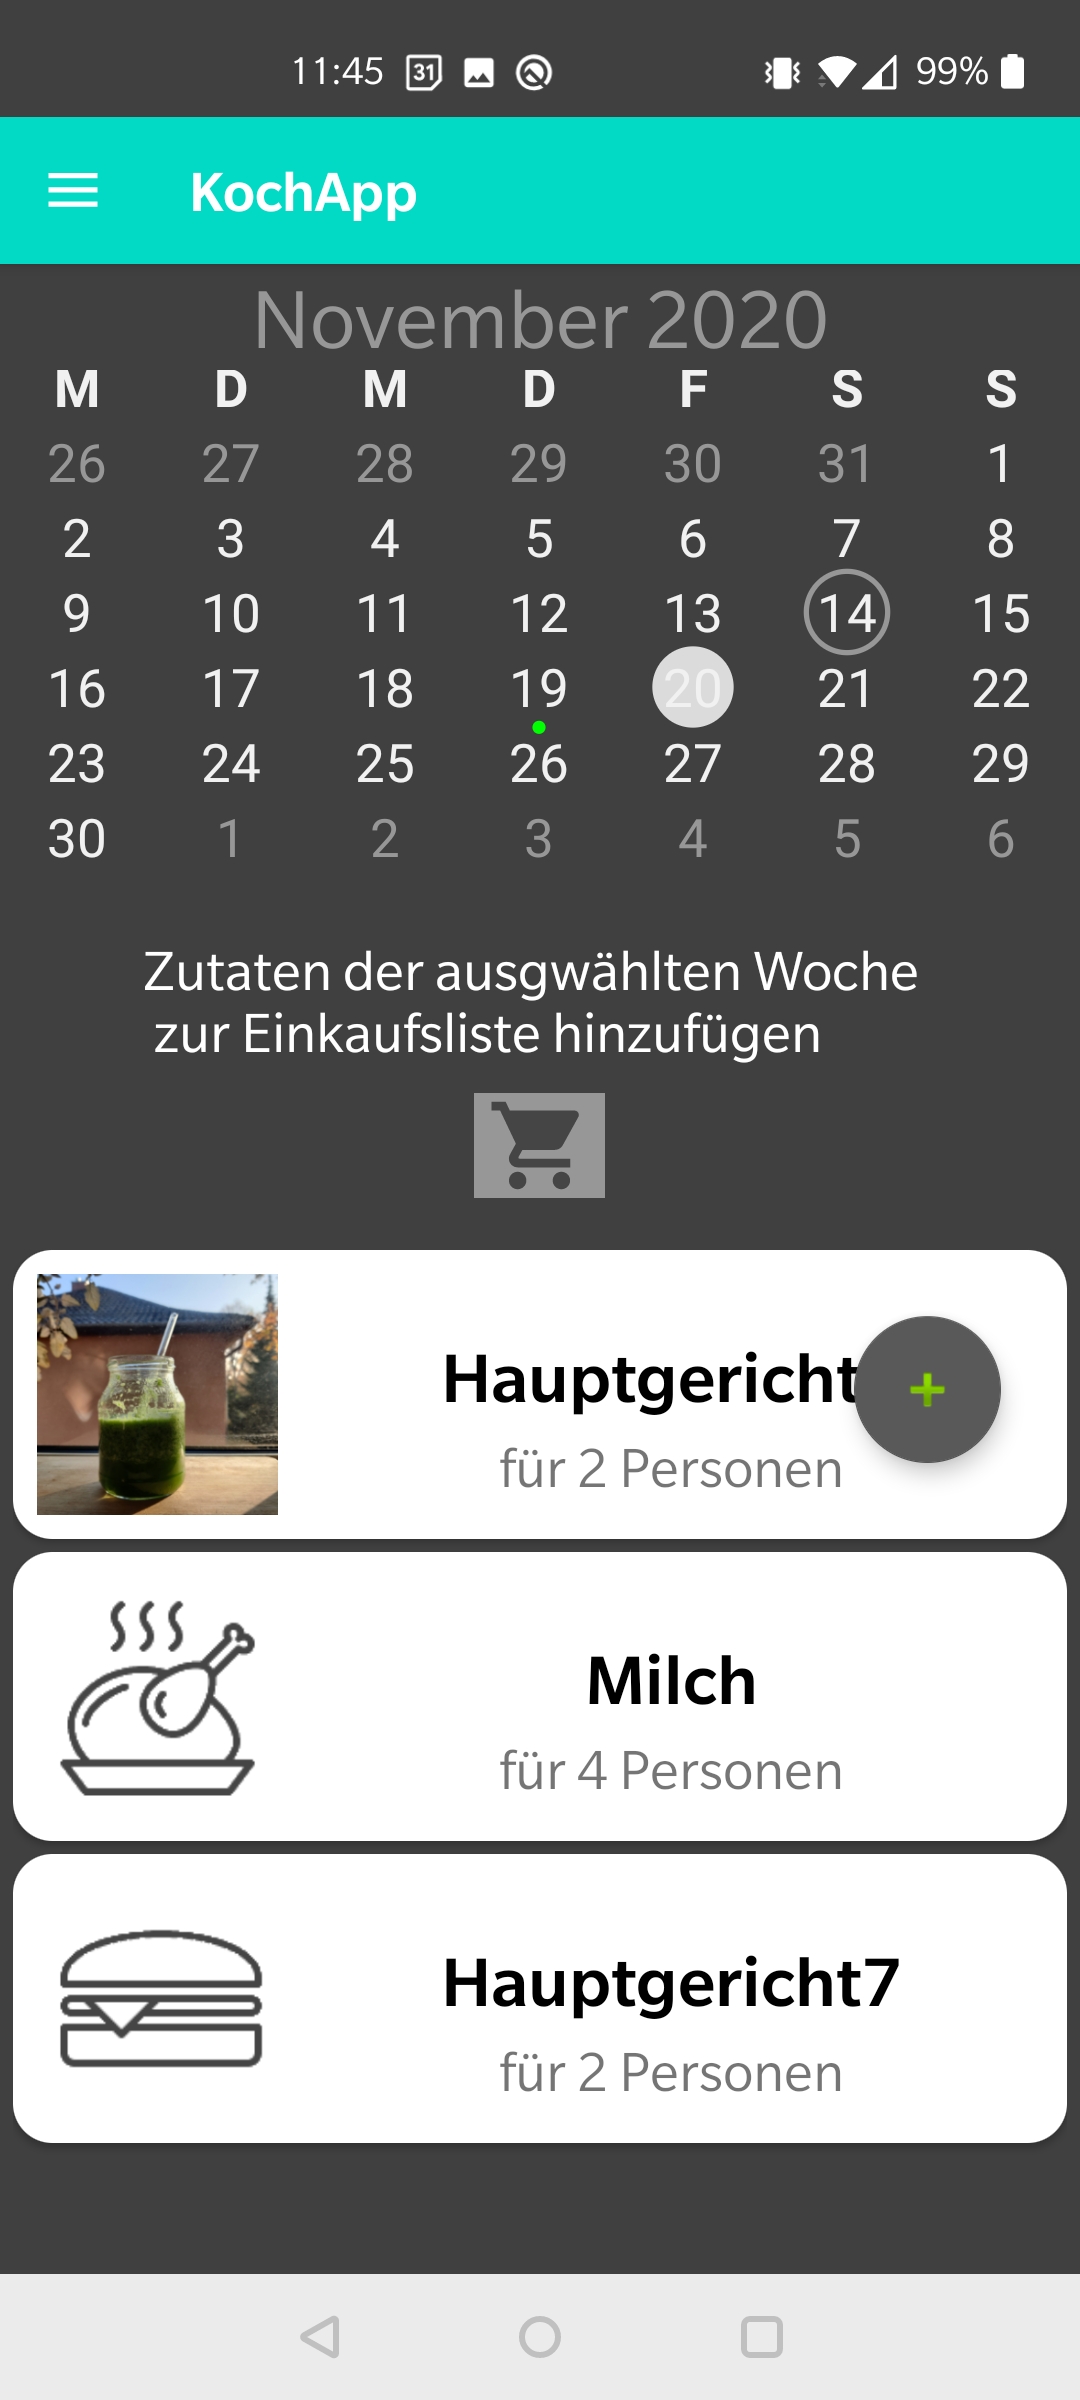 11:45 31 99%
KochApp
November 2020
M D M D F S S
26 27 28 29 30 31 1
2 3 4 5 6 7 8
9 10 11 12 13 14 15
16 17 18 19 20 21 22
23 24 25 26 27 28 29
30 1 2 3 4 5 6
Zutaten der ausgwählten Woche
zur Einkaufsliste hinzufügen
Hauptgericht
+
für 2 Personen
Milch
für 4 Personen
Hauptgericht7
für 2 Personen